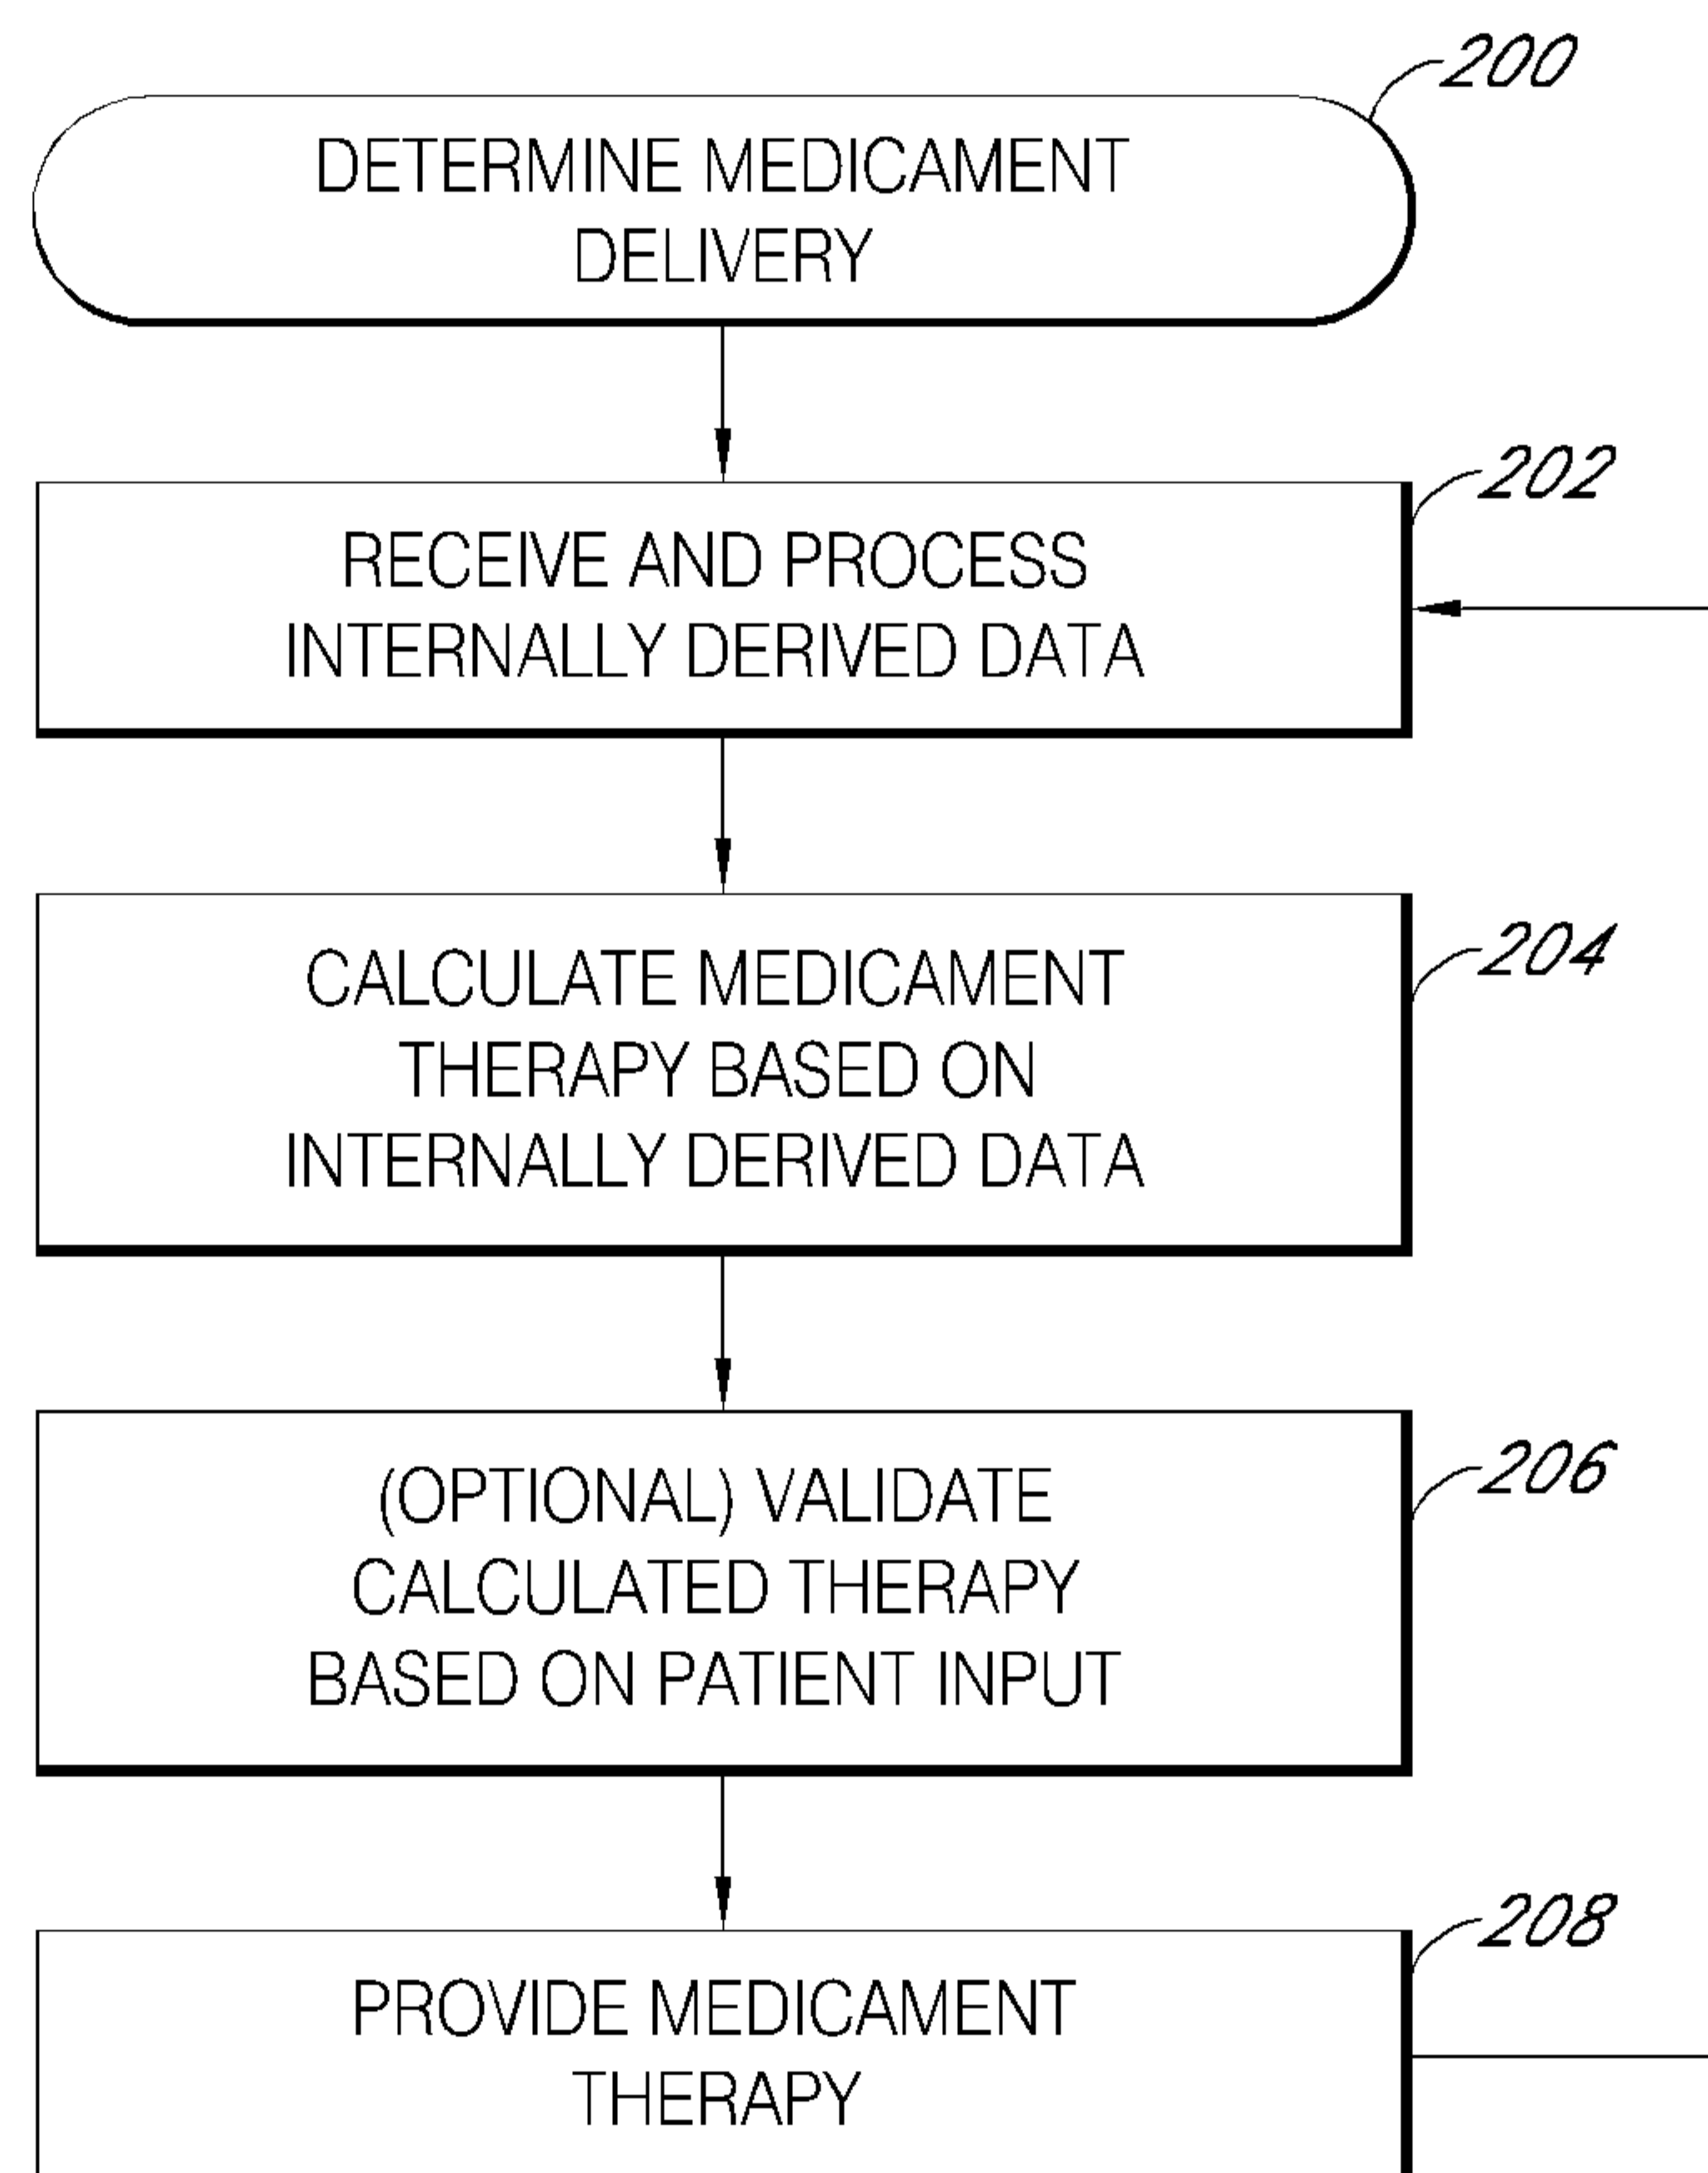 200
DETERMINE MEDICAMENT
DELIVERY
202
RECEIVE AND PROCESS
INTERNALLY DERIVED DATA
204
CALCULATE MEDICAMENT
THERAPY BASED ON
INTERNALLY DERIVED DATA
206
(OPTIONAL) VALIDATE
CALCULATED THERAPY
BASED ON PATIENT INPUT
208
PROVIDE MEDICAMENT
THERAPY